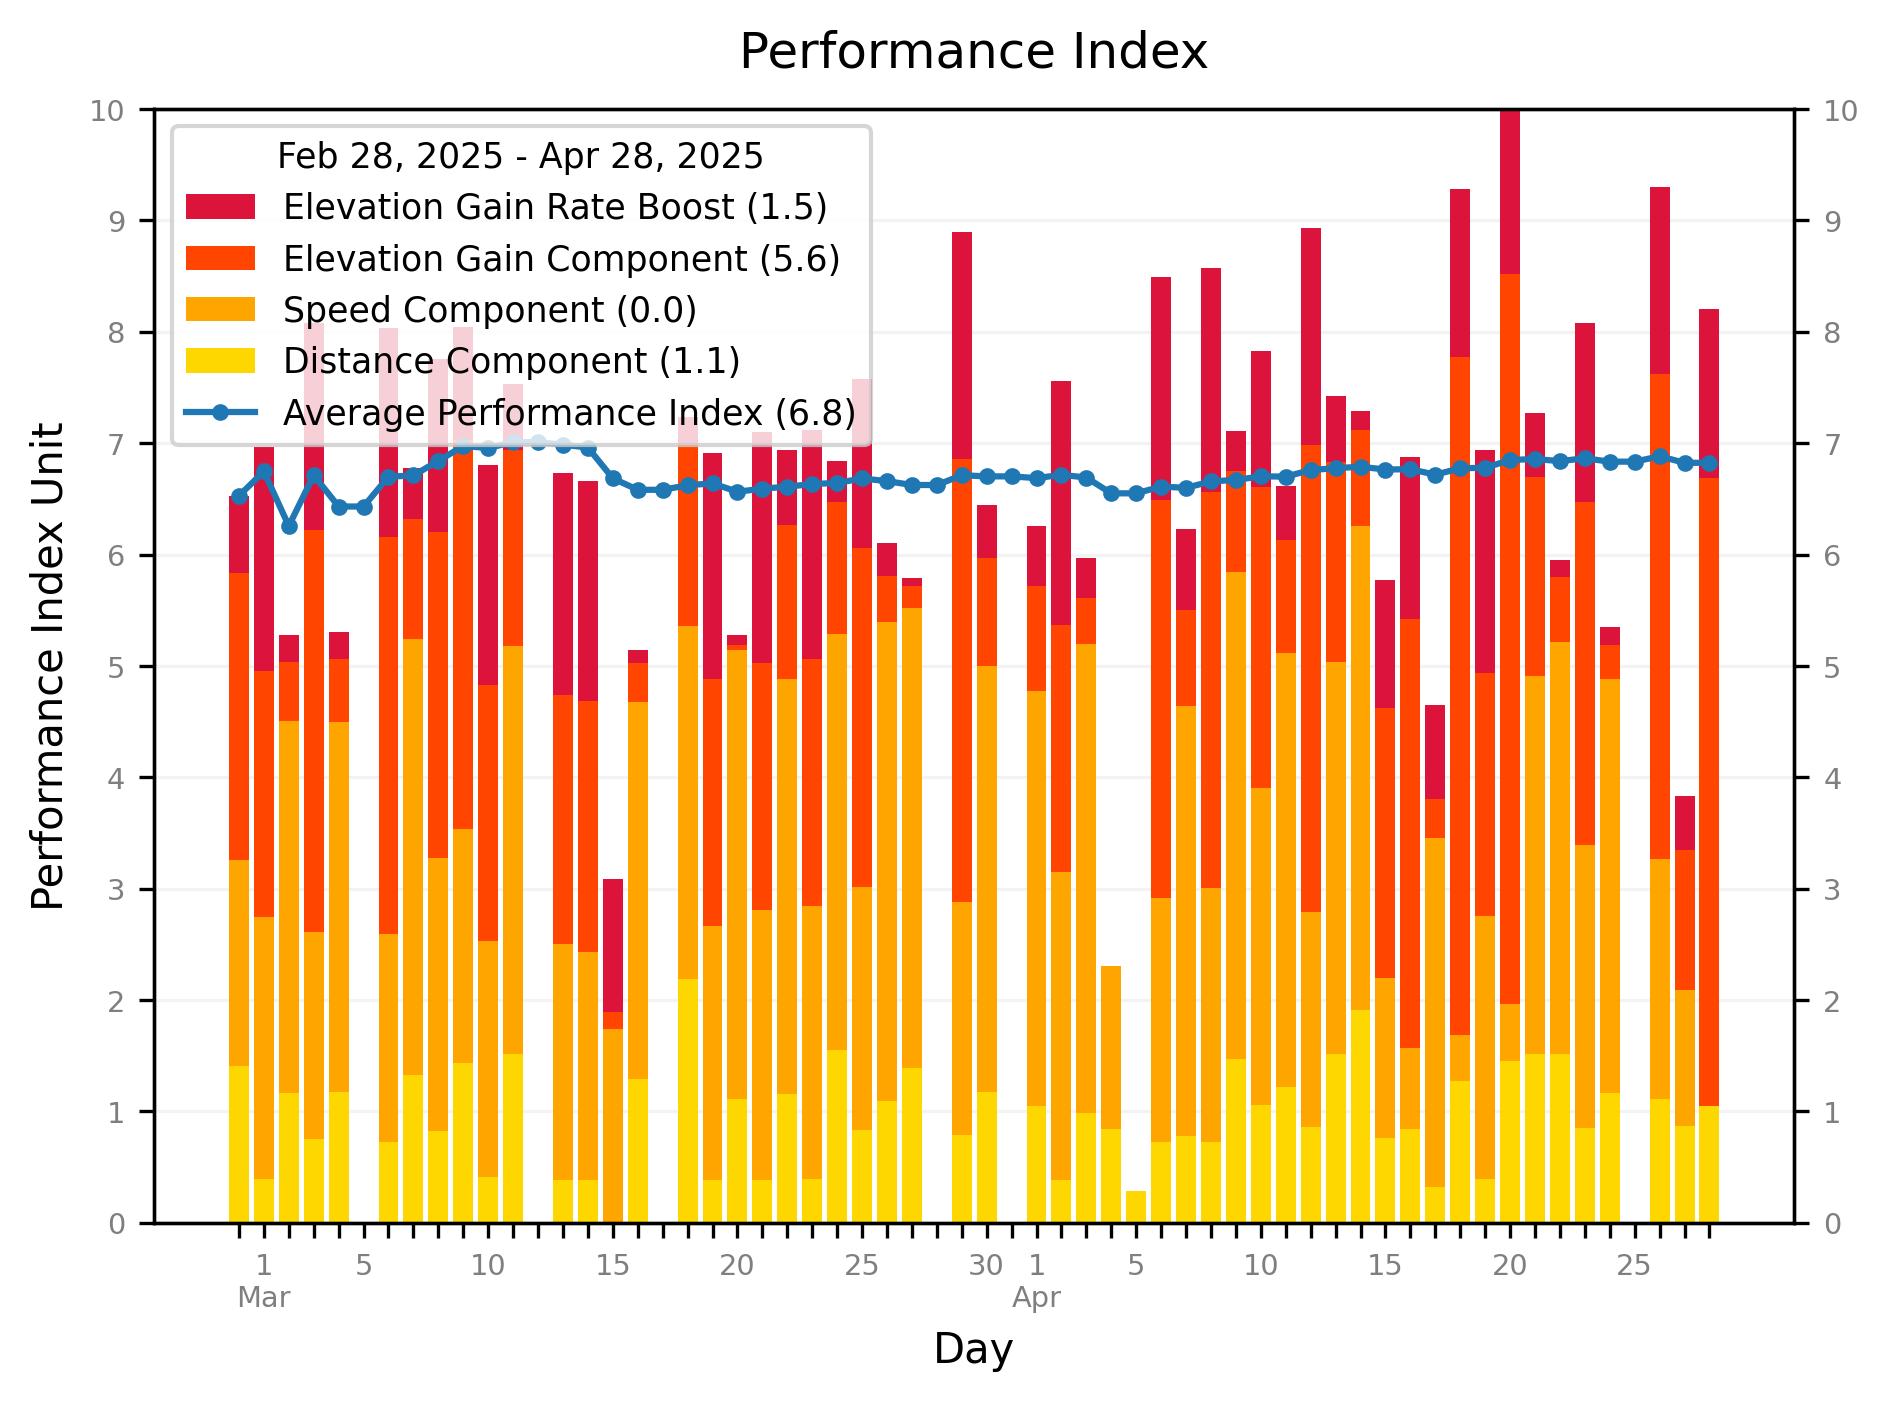 Performance Index
Feb 28, 2025 - Apr 28, 2025
Elevation Gain Rate Boost (1.5)
Elevation Gain Component (5.6)
Speed Component (0.0)
Distance Component (1.1)
Average Performance Index (6.8)
Performance Index Unit
10
9
8
7
6
5
4
3
2
1
0
10
9
8
7
6
5
4
3
2
1
0
1 5 10 15 20 25 30 1 5 10 15 20 25
Mar Apr
Day